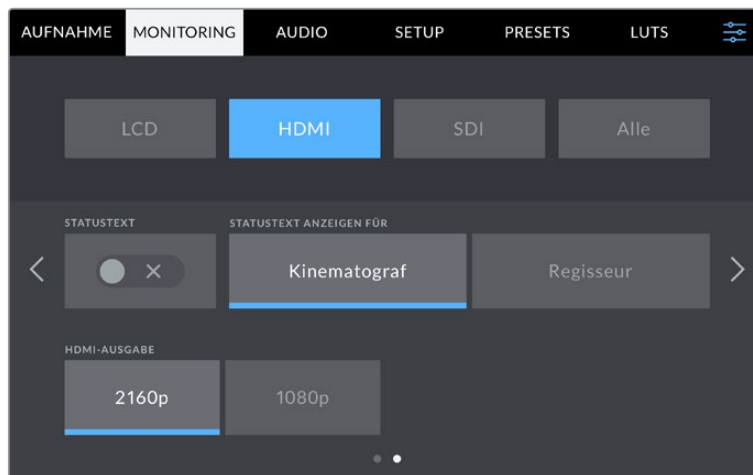 AUFNAHME MONITORING AUDIO SETUP PRESETS LUTS
LCD HDMI SDI Alle
STATUSTEXT STATUSTEXT ANZEIGEN FÜR
Kinematograf Regisseur
HDMI-AUSGABE
2160p 1080p